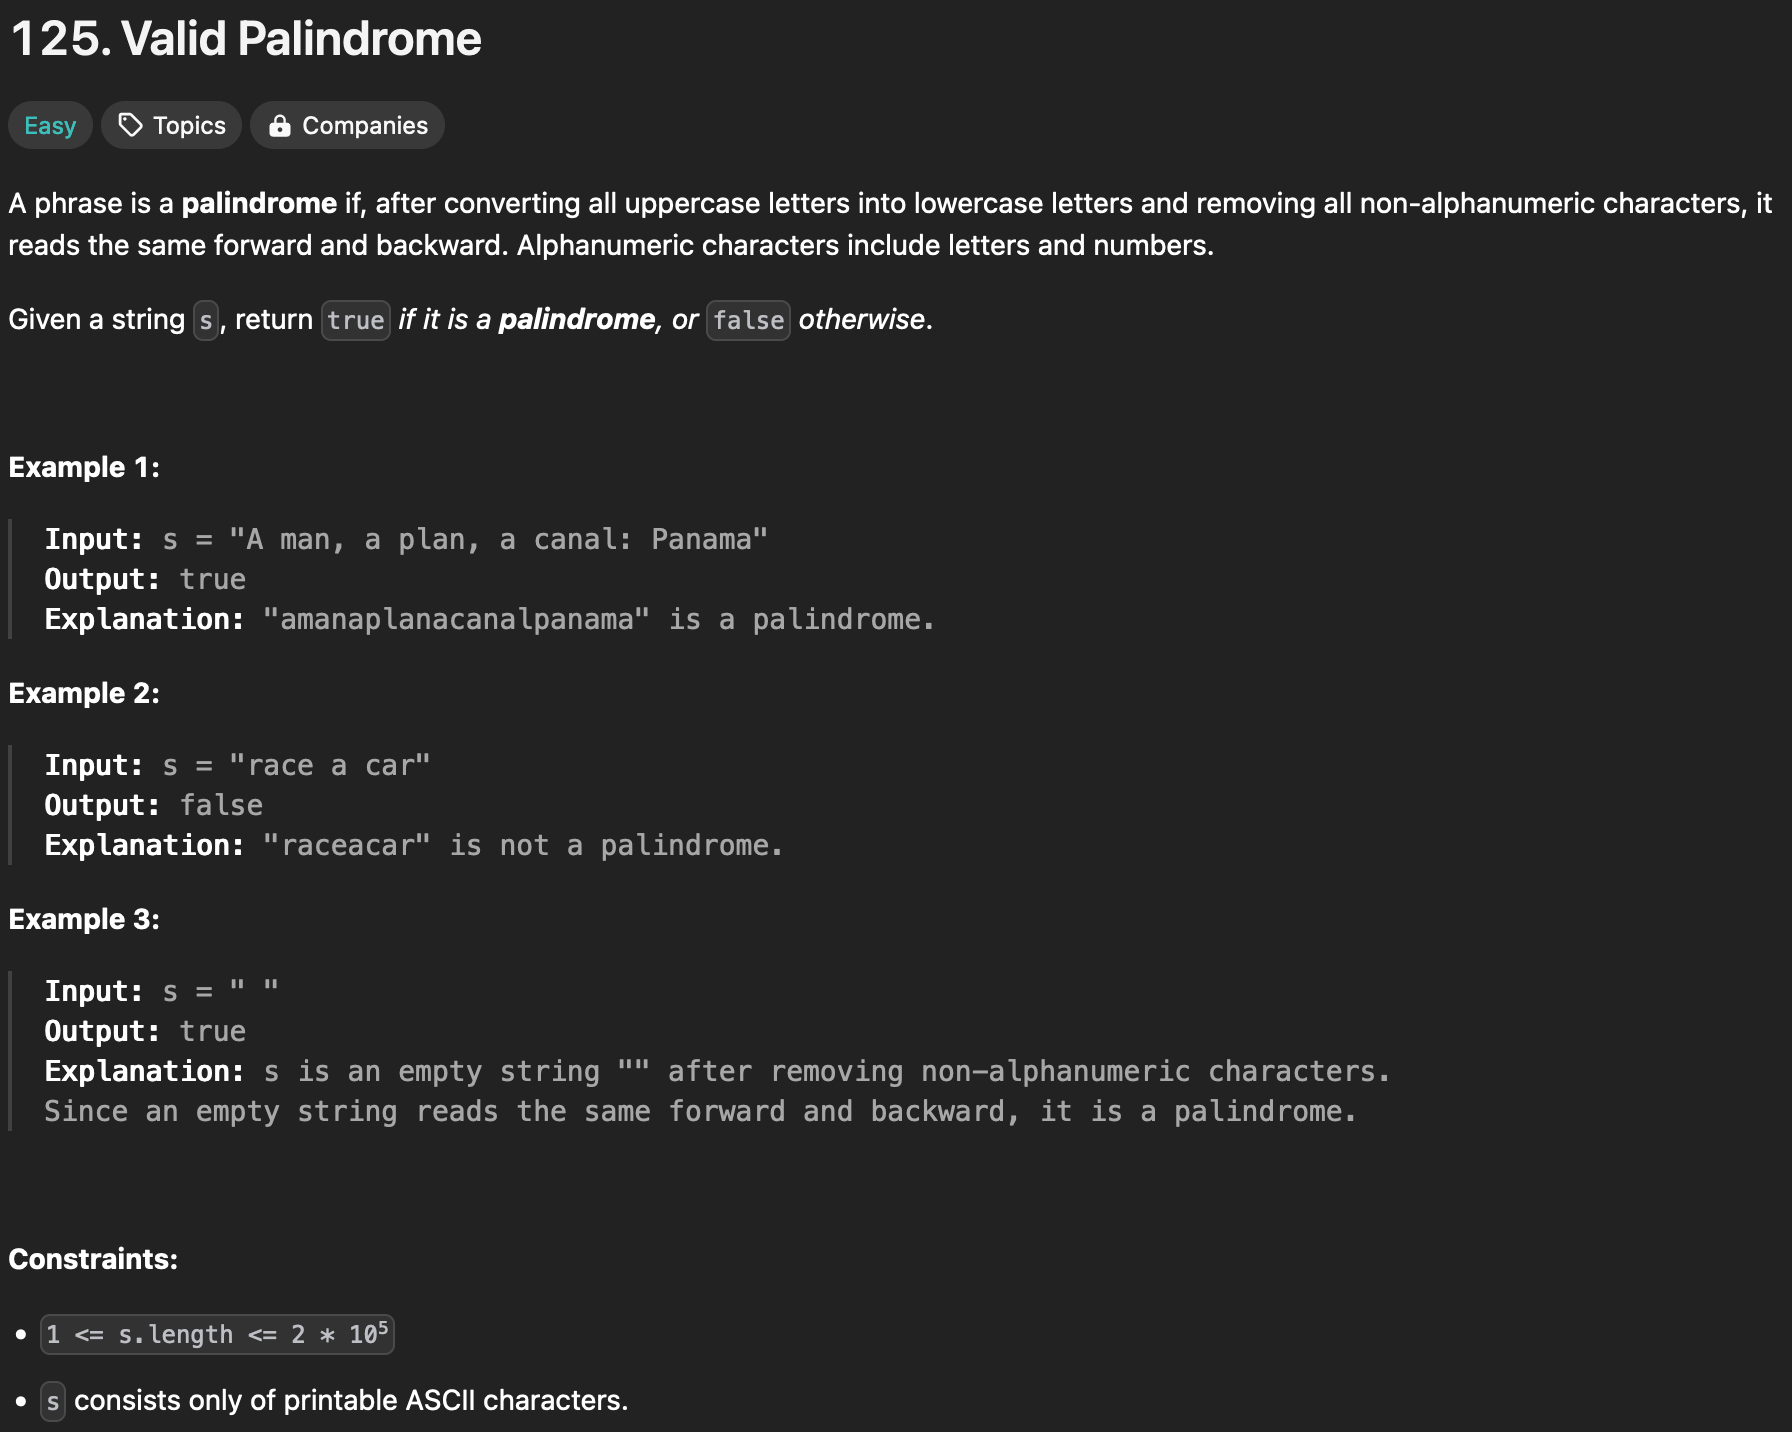 125. Valid Palindrome
Easy Topics Companies
A phrase is a palindrome if, after converting all uppercase letters into lowercase letters and removing all non-alphanumeric characters, it
reads the same forward and backward. Alphanumeric characters include letters and numbers.
Given a string s, return true if it is a palindrome, or false otherwise.
Example 1:
Input: s = "A man, a plan, a canal: Panama"
Output: true
Explanation: "amanaplanacanalpanama" is a palindrome.
Example 2:
Input: s = "race a car"
Output: false
Explanation: "raceacar" is not a palindrome.
Example 3:
Input: s = " "
Output: true
Explanation: s is an empty string "" after removing non-alphanumeric characters.
Since an empty string reads the same forward and backward, it is a palindrome.
Constraints:
• 1 <= s.length <= 2 * 10⁵
• s consists only of printable ASCII characters.